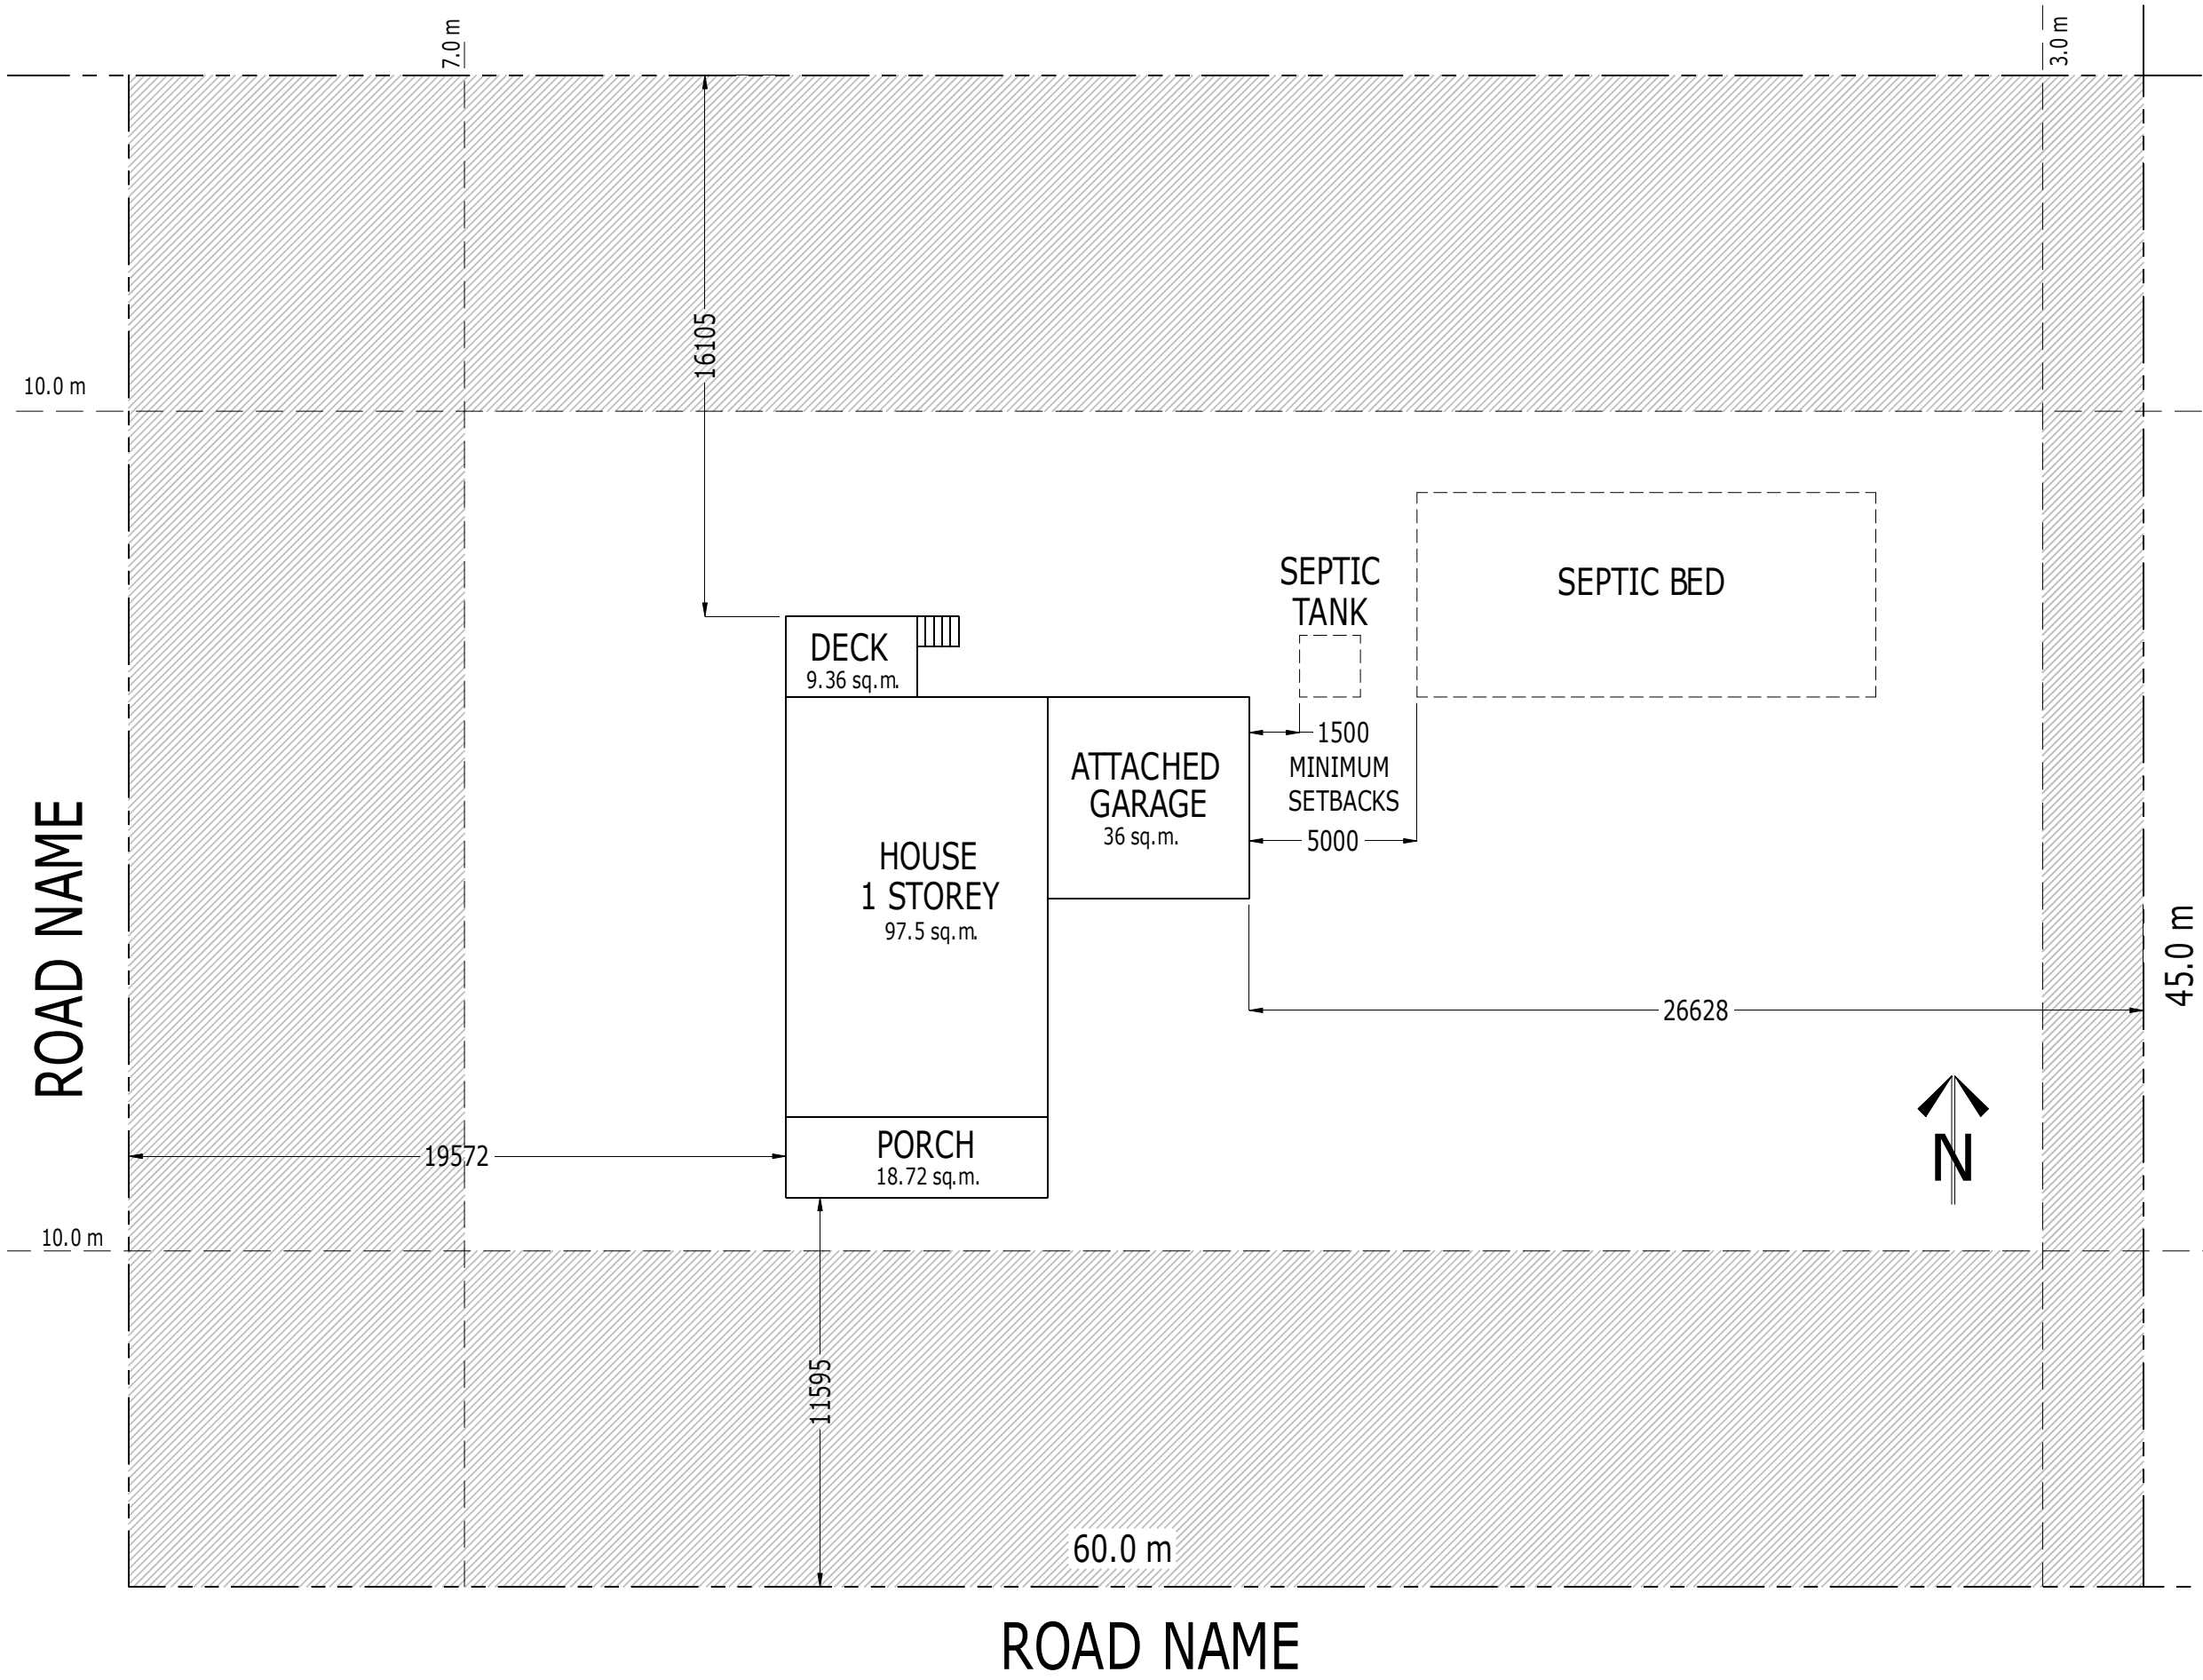 7.0 m
3.0 m
16105
10.0 m
SEPTIC
TANK
SEPTIC BED
DECK
9.36 sq.m.
1500
MINIMUM
SETBACKS
5000
ATTACHED
GARAGE
36 sq.m.
HOUSE
1 STOREY
97.5 sq.m.
ROAD NAME
45.0 m
26628
N
PORCH
18.72 sq.m.
19572
10.0 m
11595
60.0 m
ROAD NAME